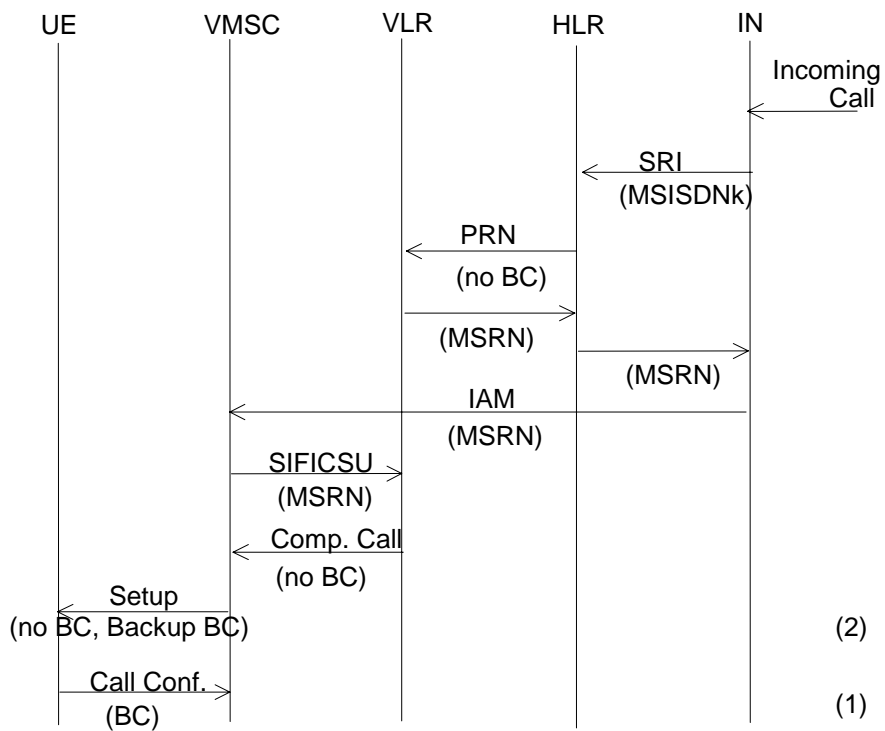 UE VMSC VLR HLR IN
Incoming
Call
SRI
(MSISDNk)
PRN
(no BC)
(MSRN)
(MSRN)
IAM
(MSRN)
SIFICSU
(MSRN)
Comp. Call
(no BC)
Setup
(no BC, Backup BC) (2)
Call Conf.
(BC) (1)